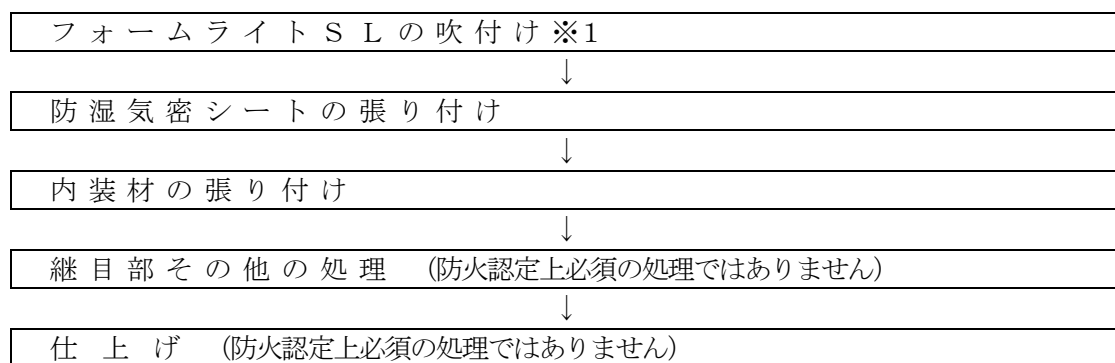 フォームライトＳＬの吹付け※1
↓
防湿気密シートの張り付け
↓
内装材の張り付け
↓
継目部その他の処理 (防火認定上必須の処理ではありません)
↓
仕上げ (防火認定上必須の処理ではありません)